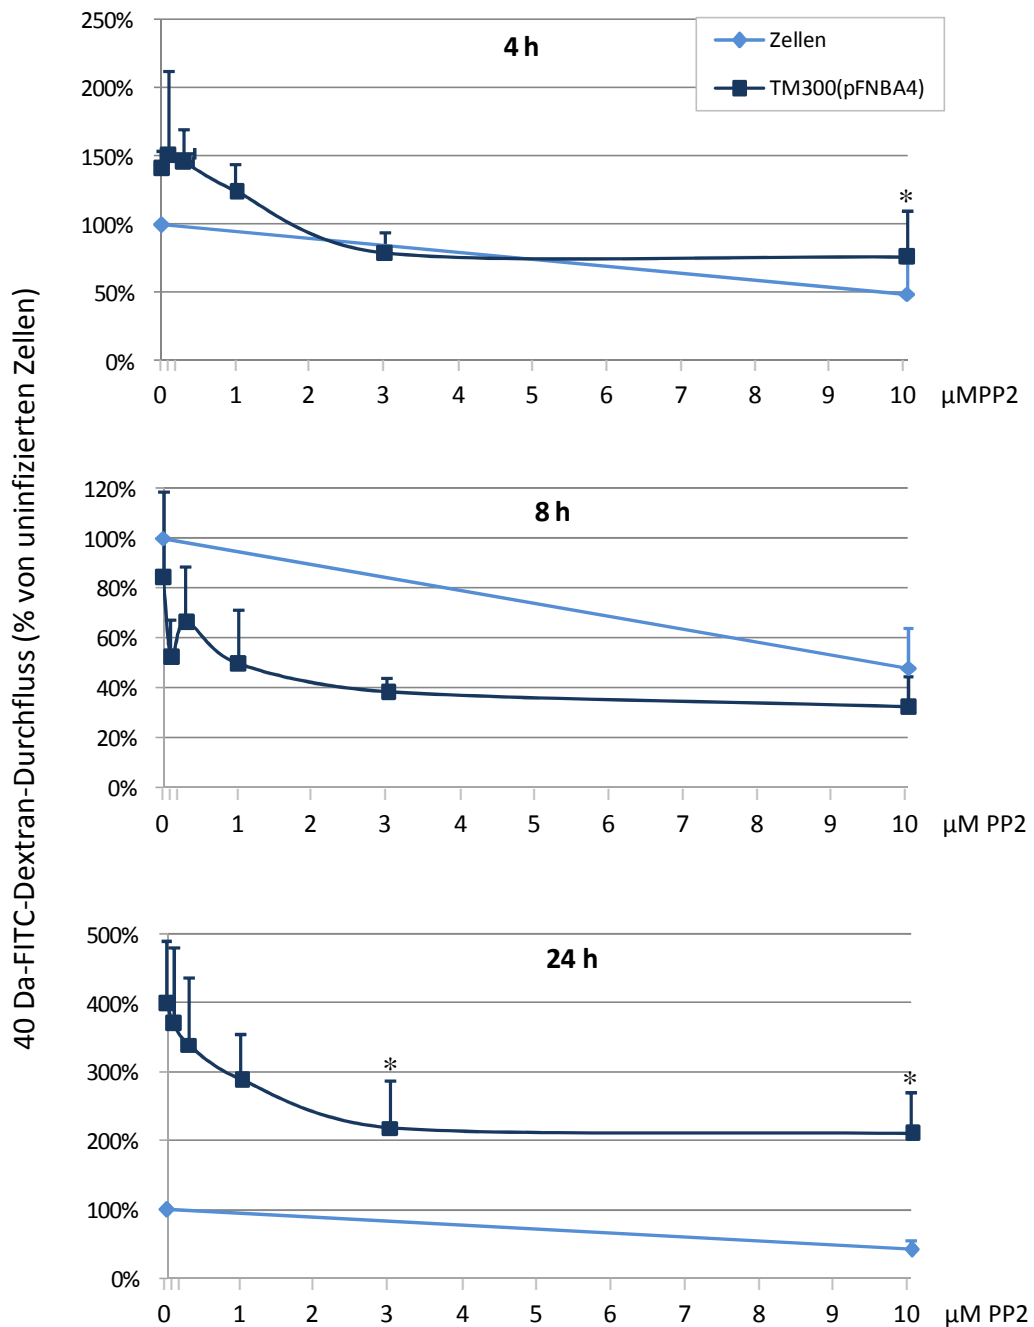 40 Da-FITC-Dextran-Durchfluss (% von uninfizierten Zellen)
4 h
Zellen
TM300(pFNBA4)
250%
200%
150%
100%
50%
0%
*
0 1 2 3 4 5 6 7 8 9 10 µMPP2
8 h
120%
100%
80%
60%
40%
20%
0%
0 1 2 3 4 5 6 7 8 9 10 µM PP2
24 h
500%
400%
300%
200%
100%
0%
* *
0 1 2 3 4 5 6 7 8 9 10 µM PP2